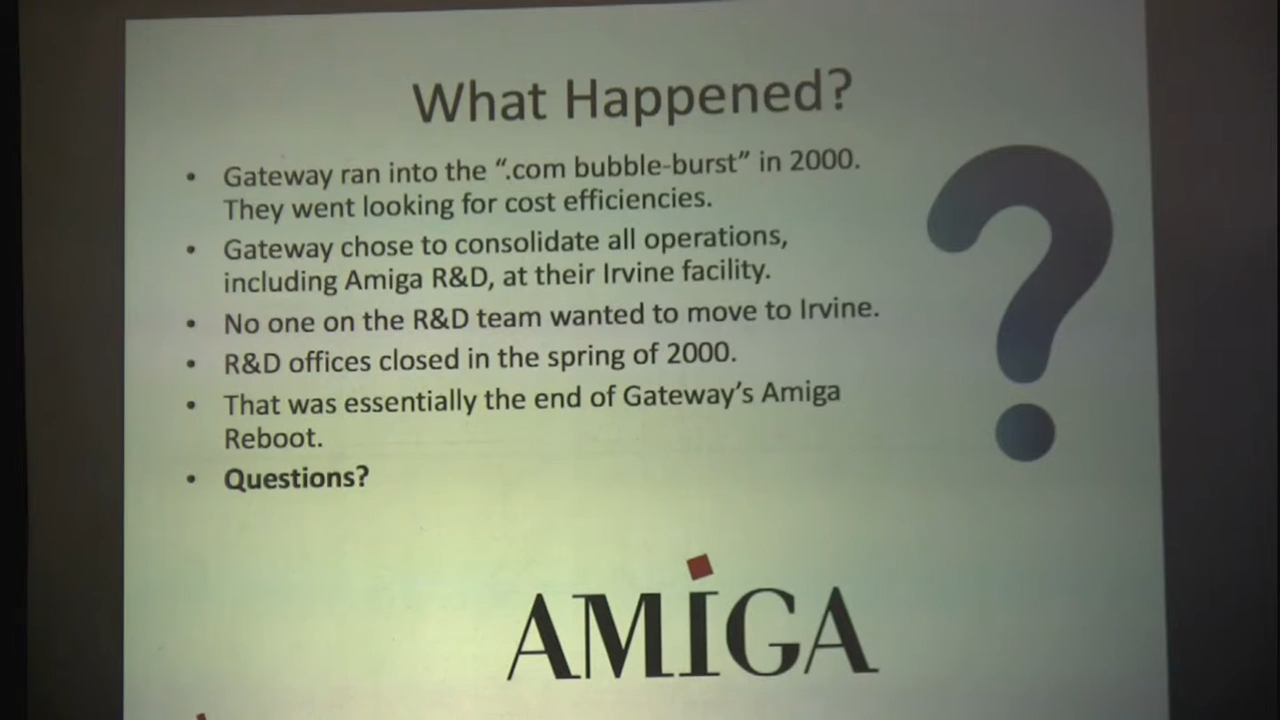 What Happened?
• Gateway ran into the “.com bubble-burst” in 2000.
They went looking for cost efficiencies.
• Gateway chose to consolidate all operations,
including Amiga R&D, at their Irvine facility.
• No one on the R&D team wanted to move to Irvine.
• R&D offices closed in the spring of 2000.
• That was essentially the end of Gateway’s Amiga
Reboot.
• Questions?
?
AMiGA